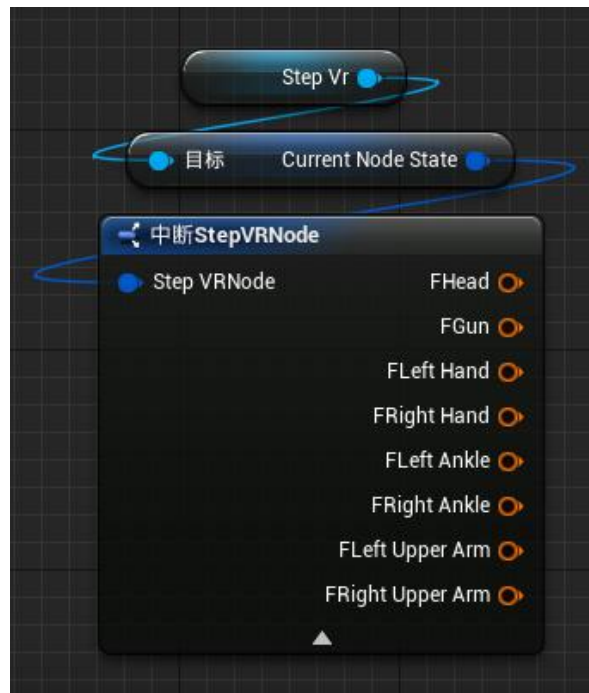 Step Vr
目标 Current Node State
中断StepVRNode
Step VRNode FHead
FGun
FLeft Hand
FRight Hand
FLeft Ankle
FRight Ankle
FLeft Upper Arm
FRight Upper Arm